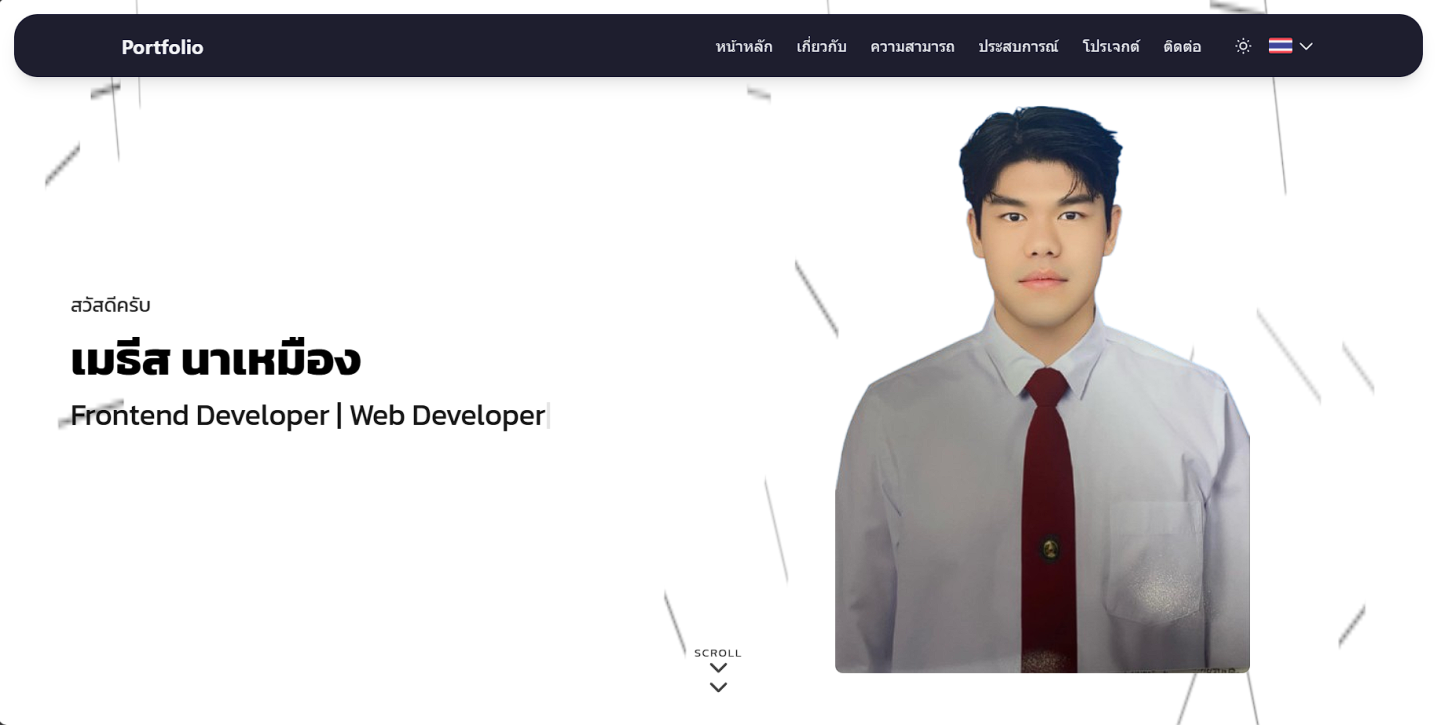 Portfolio
หน้าหลัก เกี่ยวกับ ความสามารถ ประสบการณ์ โปรเจกต์ ติดต่อ
สวัสดีครับ
เมธีส นาเหมือง
Frontend Developer | Web Developer
SCROLL